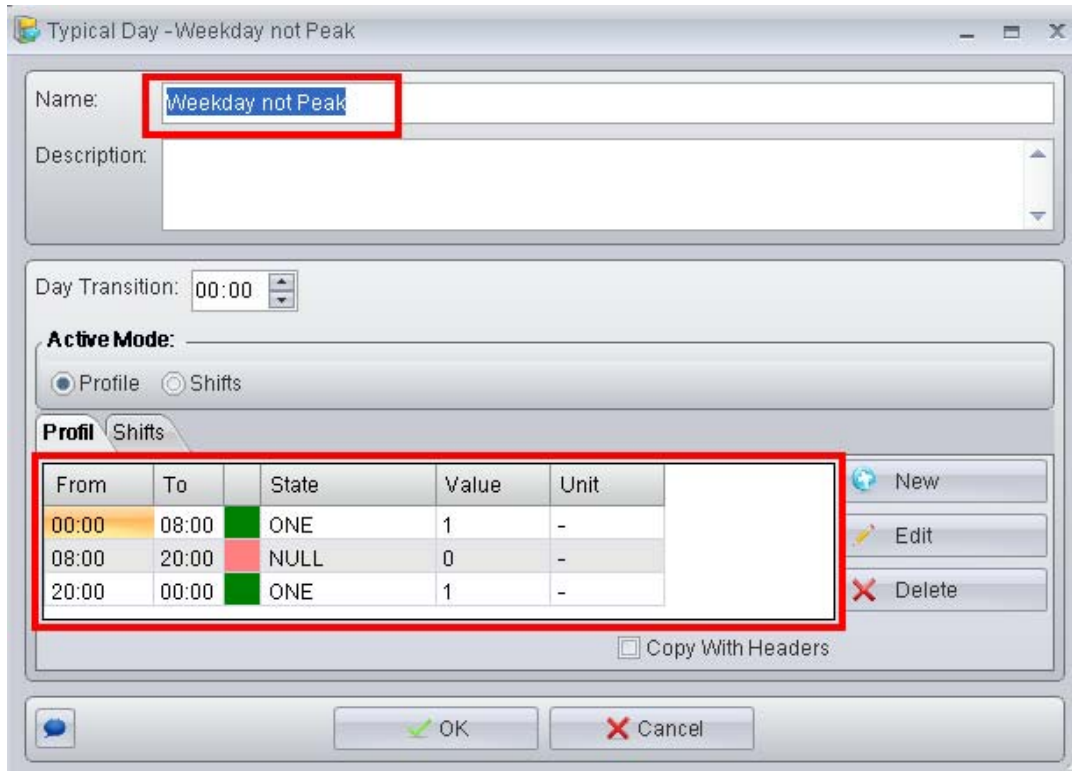 Typical Day - Weekday not Peak
Name: Weekday not Peak
Description:
Day Transition: 00:00
Active Mode:
Profile Shifts
Profil Shifts
From To State Value Unit
00:00 08:00 ONE 1 -
08:00 20:00 NULL 0 -
20:00 00:00 ONE 1 -
New
Edit
Delete
Copy With Headers
OK Cancel